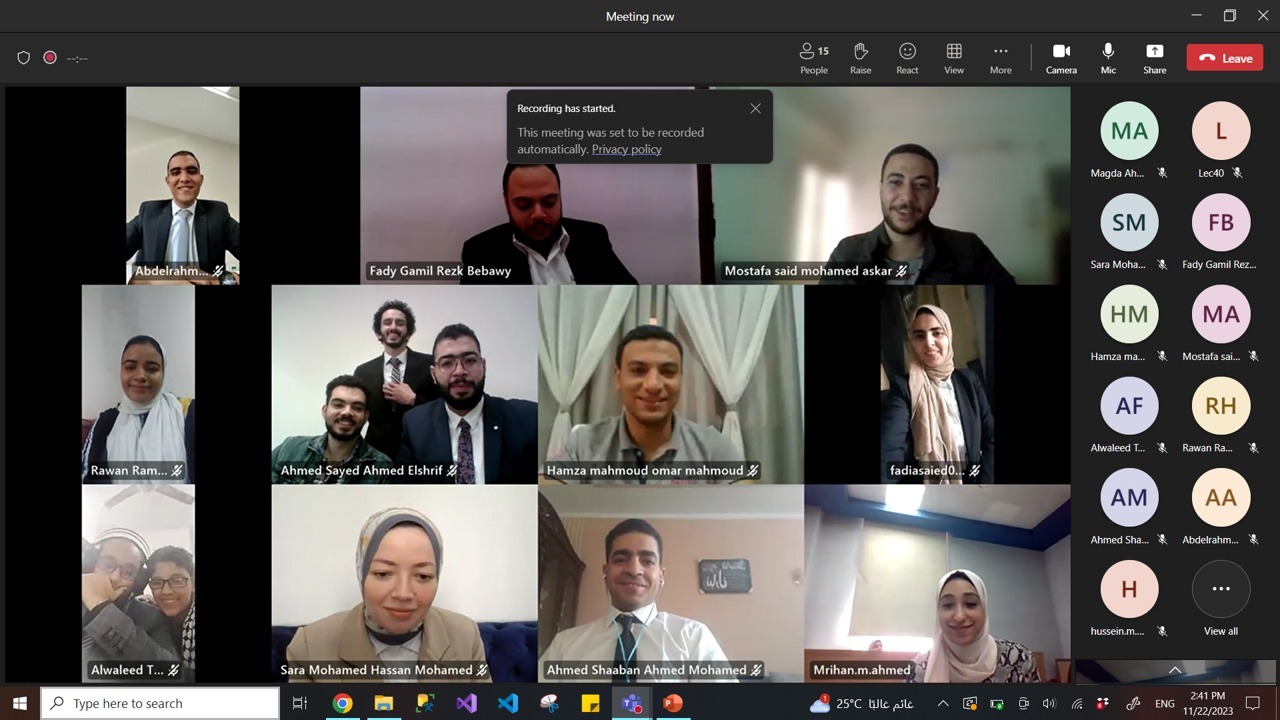 Meeting now
--:--
15
People
Raise
React
View
More
Camera
Mic
Share
Leave
Recording has started.
This meeting was set to be recorded
automatically. Privacy policy
Abdelrahm...
Fady Gamil Rezk Bebawy
Mostafa said mohamed askar
Rawan Ram...
Ahmed Sayed Ahmed Elshrif
Hamza mahmoud omar mahmoud
fadiasaied0...
Alwaleed T...
Sara Mohamed Hassan Mohamed
Ahmed Shaaban Ahmed Mohamed
Mrihan.m.ahmed
MA
L
Magda Ah...
Lec40
SM
FB
Sara Moha...
Fady Gamil Rez...
HM
MA
Hamza ma...
Mostafa sai...
AF
RH
Alwaleed T...
Rawan Ra...
AM
AA
Ahmed Sha...
Abdelrahm...
H
hussein.m....
View all
Type here to search
1
25°C غائم غالبًا
ENG
2:41 PM
11/22/2023